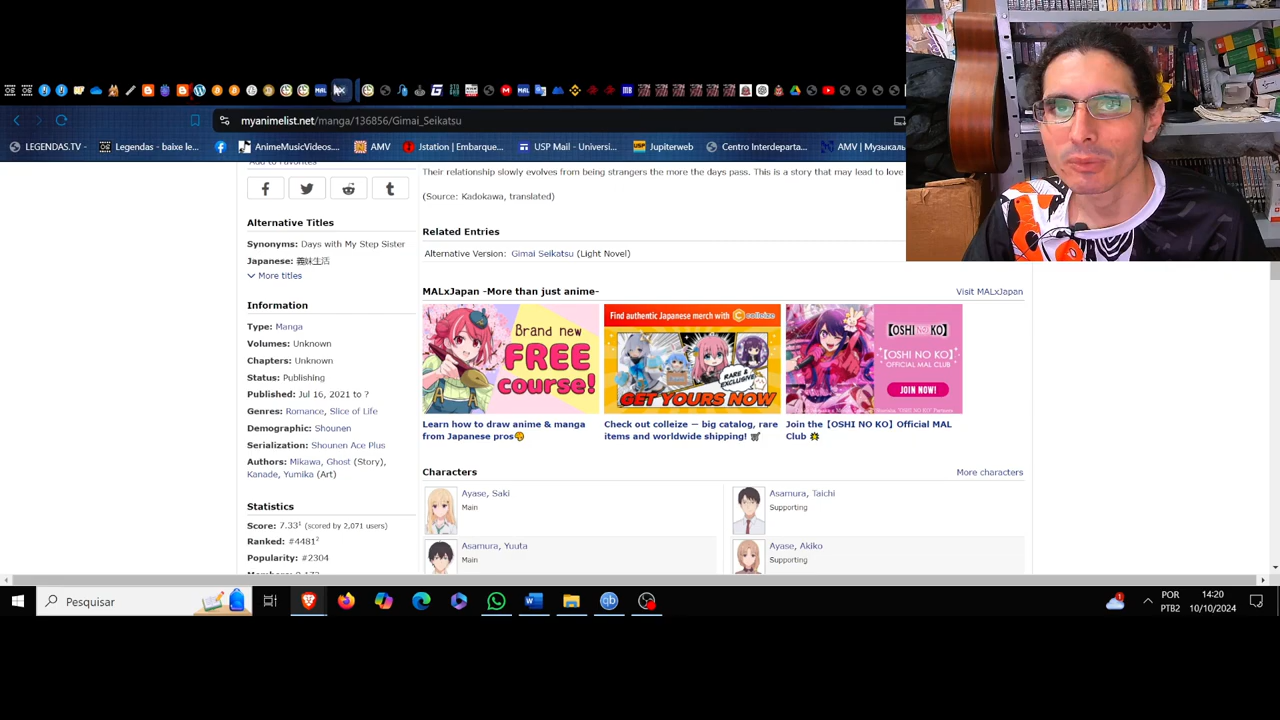 myanimelist.net/manga/136856/Gimai_Seikatsu
LEGENDAS.TV - Legendas - baixe le... AnimeMusicVideos... AMV Jstation | Embarque... USP Mail - Universi... Jupiterweb Centro Interdeparta... AMV | Музыкаль
Add to Favorites
Their relationship slowly evolves from being strangers the more the days pass. This is a story that may lead to love
(Source: Kadokawa, translated)
Related Entries
Alternative Version: Gimai Seikatsu (Light Novel)
Alternative Titles
Synonyms: Days with My Step Sister
Japanese: 義妹生活
More titles
Information
Type: Manga
Volumes: Unknown
Chapters: Unknown
Status: Publishing
Published: Jul 16, 2021 to ?
Genres: Romance, Slice of Life
Demographic: Shounen
Serialization: Shounen Ace Plus
Authors: Mikawa, Ghost (Story),
Kanade, Yumika (Art)
Statistics
Score: 7.33¹ (scored by 2,071 users)
Ranked: #4481²
Popularity: #2304
MALxJapan -More than just anime-
Visit MALxJapan
Brand new
FREE
course!
Learn how to draw anime & manga
from Japanese pros
Find authentic Japanese merch with colleize
RARE &
EXCLUSIVE
GET YOURS NOW
Check out colleize — big catalog, rare
items and worldwide shipping!
【OSHI NO KO】
【OSHI NO KO】
OFFICIAL MAL
CLUB
JOIN NOW!
Join the【OSHI NO KO】Official MAL
Club
Characters
More characters
Ayase, Saki
Main
Asamura, Taichi
Supporting
Asamura, Yuuta
Main
Ayase, Akiko
Supporting
Pesquisar
POR
PTB2
14:20
10/10/2024